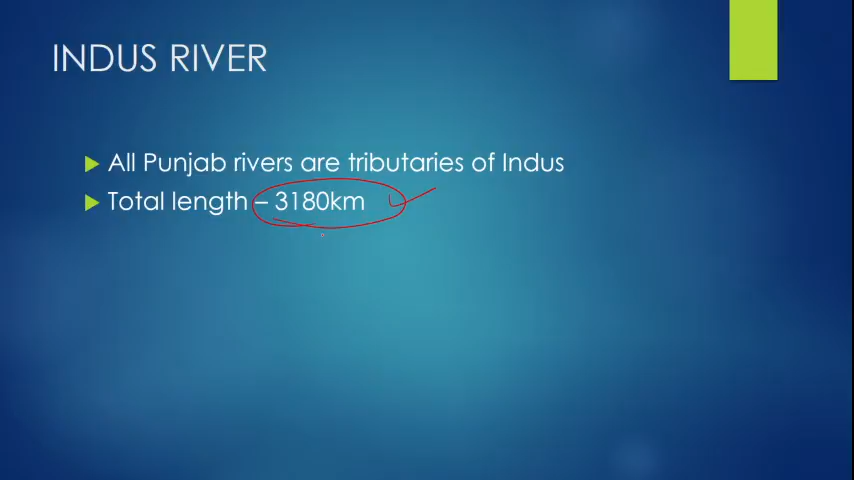 INDUS RIVER
All Punjab rivers are tributaries of Indus
Total length – 3180km